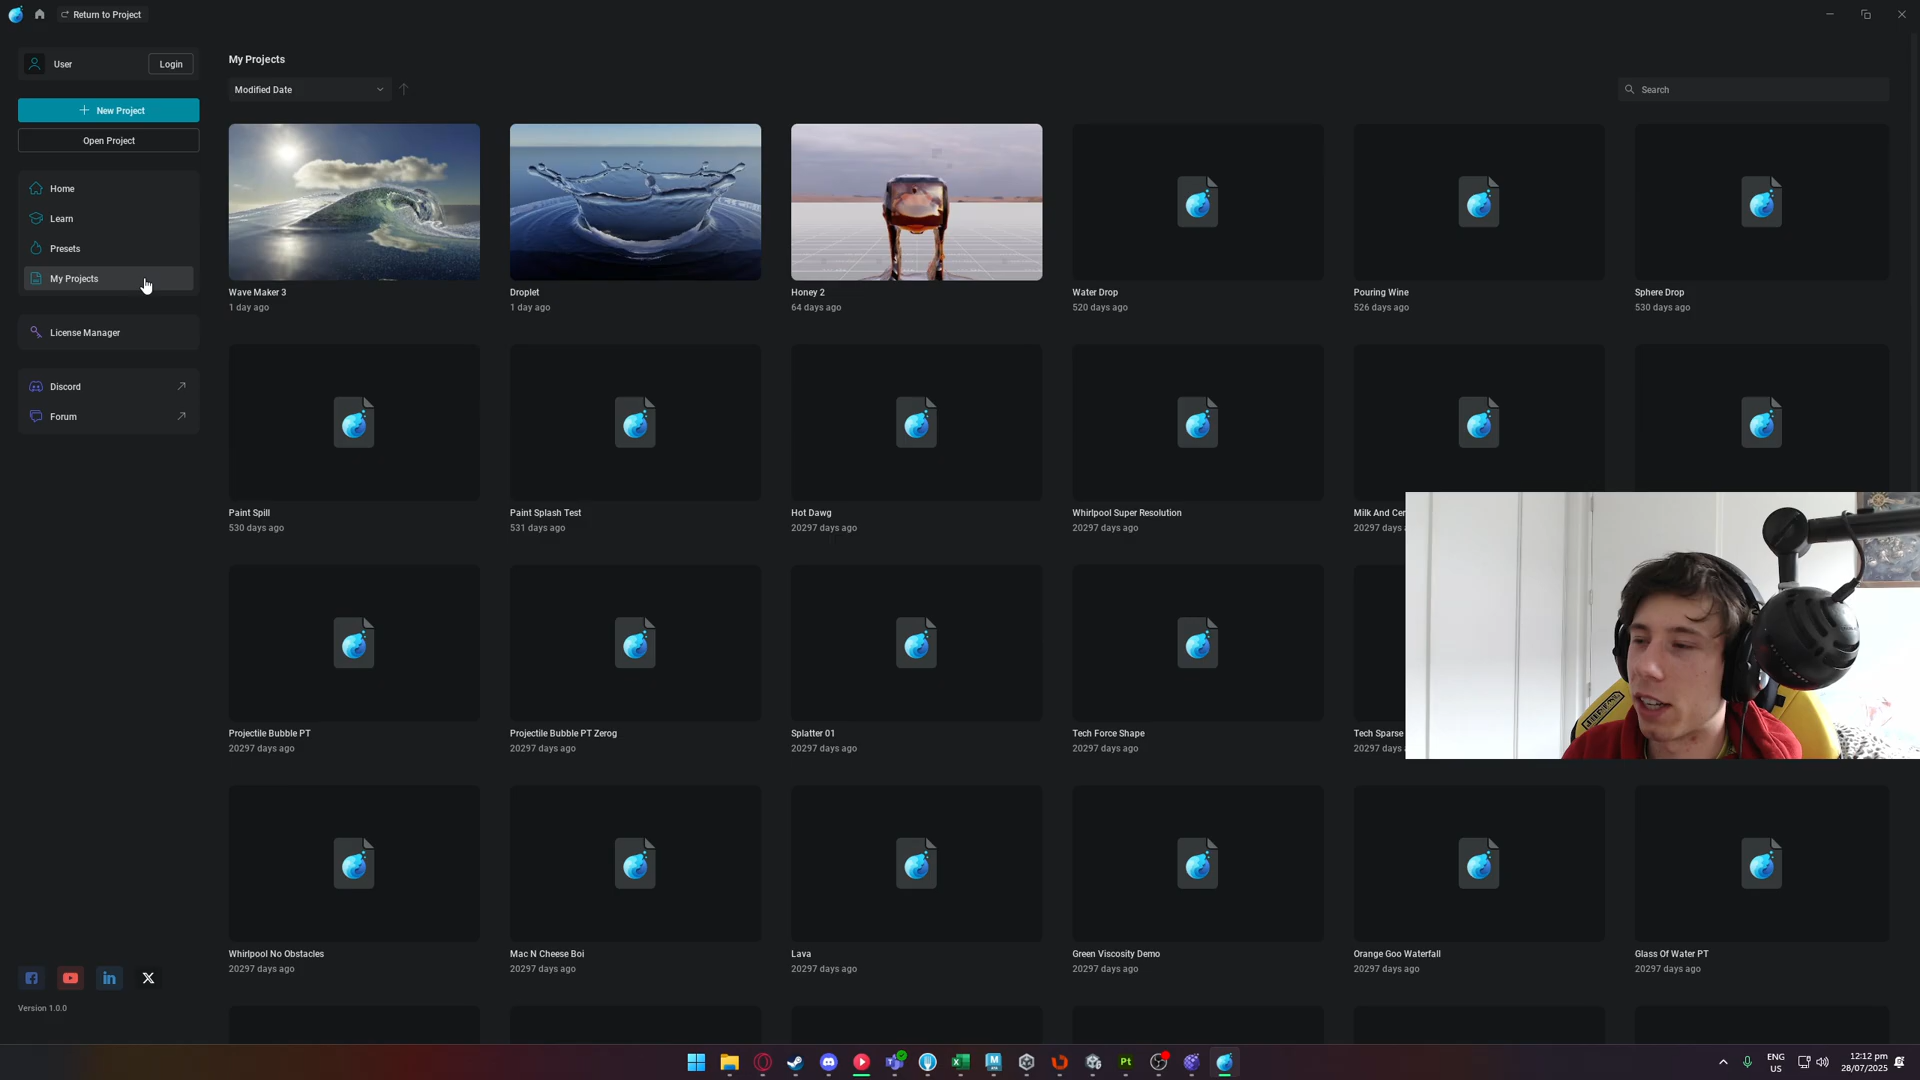 Return to Project
User
Login
New Project
Open Project
Home
Learn
Presets
My Projects
License Manager
Discord
Forum
Version 1.0.0
My Projects
Modified Date
Search
Wave Maker 3
1 day ago
Droplet
1 day ago
Honey 2
64 days ago
Water Drop
520 days ago
Pouring Wine
526 days ago
Sphere Drop
530 days ago
Paint Spill
530 days ago
Paint Splash Test
531 days ago
Hot Dawg
20297 days ago
Whirlpool Super Resolution
20297 days ago
Milk And Cer
20297 days
Projectile Bubble PT
20297 days ago
Projectile Bubble PT Zerog
20297 days ago
Splatter 01
20297 days ago
Tech Force Shape
20297 days ago
Tech Sparse
20297 days
Whirlpool No Obstacles
20297 days ago
Mac N Cheese Boi
20297 days ago
Lava
20297 days ago
Green Viscosity Demo
20297 days ago
Orange Goo Waterfall
20297 days ago
Glass Of Water PT
20297 days ago
Pt
ENG
US
12:12 pm
28/07/2025